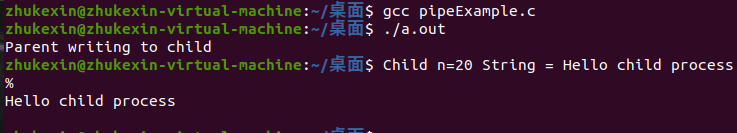 zhukexin@zhukexin-virtual-machine:~/桌面$ gcc pipeExample.c
zhukexin@zhukexin-virtual-machine:~/桌面$ ./a.out
Parent writing to child
zhukexin@zhukexin-virtual-machine:~/桌面$ Child n=20 String = Hello child process
%
Hello child process